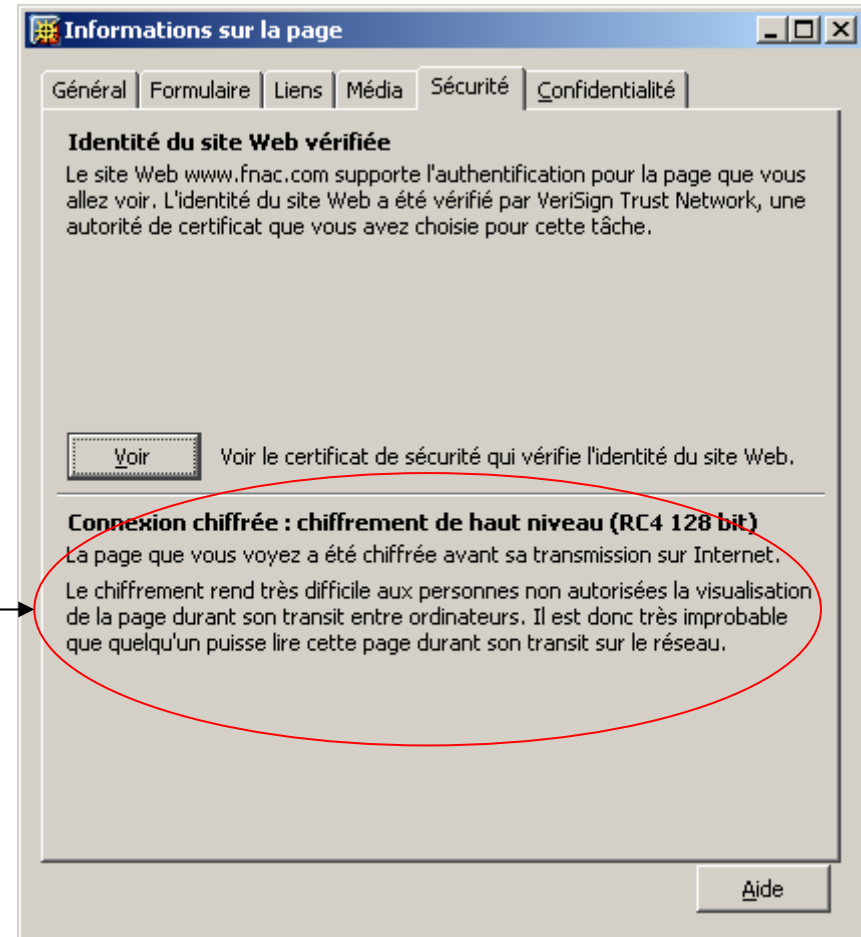 Informations sur la page
Général Formulaire Liens Média Sécurité Confidentialité
Identité du site Web vérifiée
Le site Web www.fnac.com supporte l'authentification pour la page que vous
allez voir. L'identité du site Web a été vérifié par VeriSign Trust Network, une
autorité de certificat que vous avez choisie pour cette tâche.
Voir Voir le certificat de sécurité qui vérifie l'identité du site Web.
Connexion chiffrée : chiffrement de haut niveau (RC4 128 bit)
La page que vous voyez a été chiffrée avant sa transmission sur Internet.
Le chiffrement rend très difficile aux personnes non autorisées la visualisation
de la page durant son transit entre ordinateurs. Il est donc très improbable
que quelqu'un puisse lire cette page durant son transit sur le réseau.
Aide